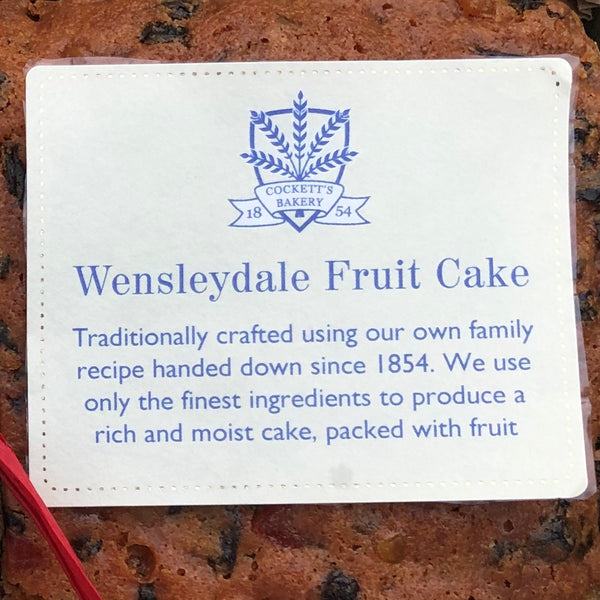 COCKETT'S
BAKERY
18 54
Wensleydale Fruit Cake
Traditionally crafted using our own family
recipe handed down since 1854. We use
only the finest ingredients to produce a
rich and moist cake, packed with fruit